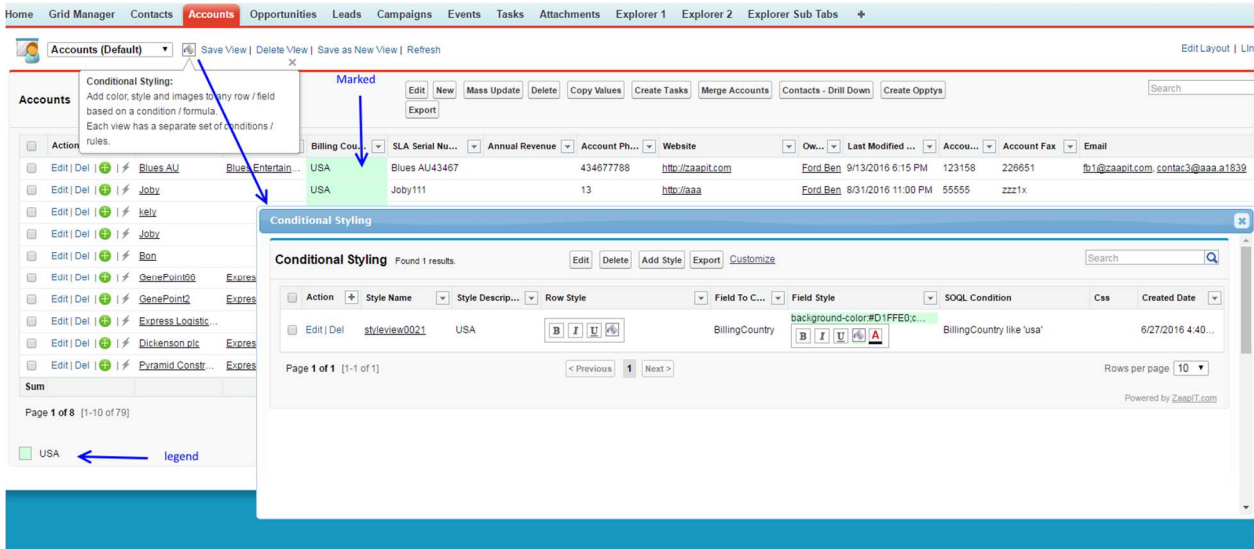 Home Grid Manager Contacts Accounts Opportunities Leads Campaigns Events Tasks Attachments Explorer 1 Explorer 2 Explorer Sub Tabs +
Accounts (Default) Save View | Delete View | Save as New View | Refresh Edit Layout |
Conditional Styling:
Add color, style and images to any row / field
based on a condition / formula.
Each view has a separate set of conditions /
rules.
Marked
Accounts Edit New Mass Update Delete Copy Values Create Tasks Merge Accounts Contacts - Drill Down Create Opptys Search
Export
Action Billing Cou... SLA Serial Nu... Annual Revenue Account Ph... Website Ow... Last Modified ... Accou... Account Fax Email
Edit | Del | Blues AU Blues Entertain... USA Blues AU43467 434677788 http://zaapit.com Ford Ben 9/13/2016 6:15 PM 123158 226651 fb1@zaapit.com, contac3@aaa.a1839
Edit | Del | Joby USA Joby111 13 http://aaa Ford Ben 8/31/2016 11:00 PM 55555 zzz1x
Edit | Del | kely
Edit | Del | Joby
Edit | Del | Bon
Edit | Del | GenePoint66 Expres
Edit | Del | GenePoint2 Expres
Edit | Del | Express Logistic...
Edit | Del | Dickenson plc Expres
Edit | Del | Pyramid Constr... Expres
Sum
Page 1 of 8 [1-10 of 79]
USA legend
Conditional Styling
Conditional Styling Found 1 results. Edit Delete Add Style Export Customize Search
Action + Style Name Style Descrip... Row Style Field To C... Field Style SOQL Condition Css Created Date
background-color:#D1FFE0;c...
Edit | Del styleview0021 USA B I U BillingCountry B I U A BillingCountry like 'usa' 6/27/2016 4:40...
Page 1 of 1 [1-1 of 1] < Previous 1 Next > Rows per page 10
Powered by ZaapIT.com